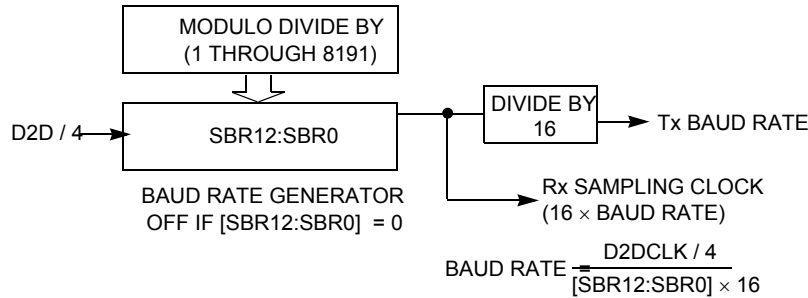 MODULO DIVIDE BY
(1 THROUGH 8191)
D2D / 4
SBR12:SBR0
DIVIDE BY
16
Tx BAUD RATE
BAUD RATE GENERATOR
OFF IF [SBR12:SBR0] = 0
Rx SAMPLING CLOCK
(16 × BAUD RATE)
BAUD RATE =
D2DCLK / 4
[SBR12:SBR0] × 16